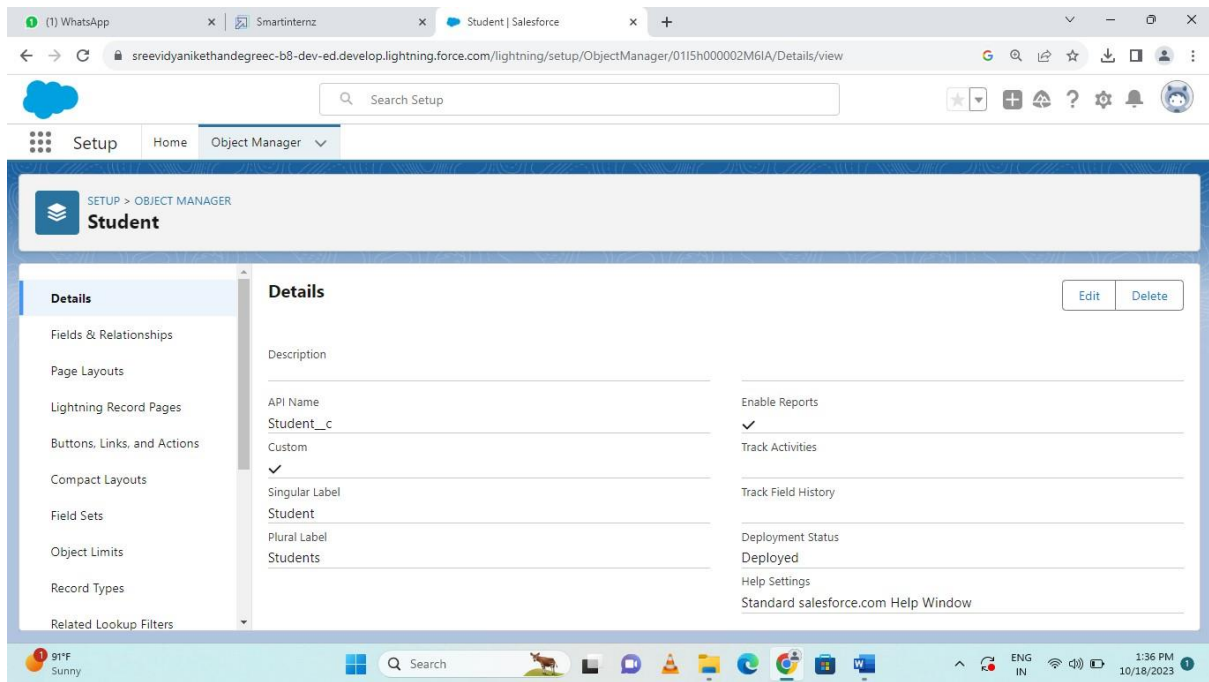 (1) WhatsApp
Smartinternz
Student | Salesforce
sreevidyanikethandegreec-b8-dev-ed.develop.lightning.force.com/lightning/setup/ObjectManager/01I5h000002M6IA/Details/view
Search Setup
Setup Home Object Manager
SETUP > OBJECT MANAGER
Student
Details
Fields & Relationships
Page Layouts
Lightning Record Pages
Buttons, Links, and Actions
Compact Layouts
Field Sets
Object Limits
Record Types
Related Lookup Filters
Details
Edit Delete
Description
API Name
Student__c
Custom
Singular Label
Student
Plural Label
Students
Enable Reports
Track Activities
Track Field History
Deployment Status
Deployed
Help Settings
Standard salesforce.com Help Window
1
91°F
Sunny
Search
ENG
IN
1:36 PM
10/18/2023
1